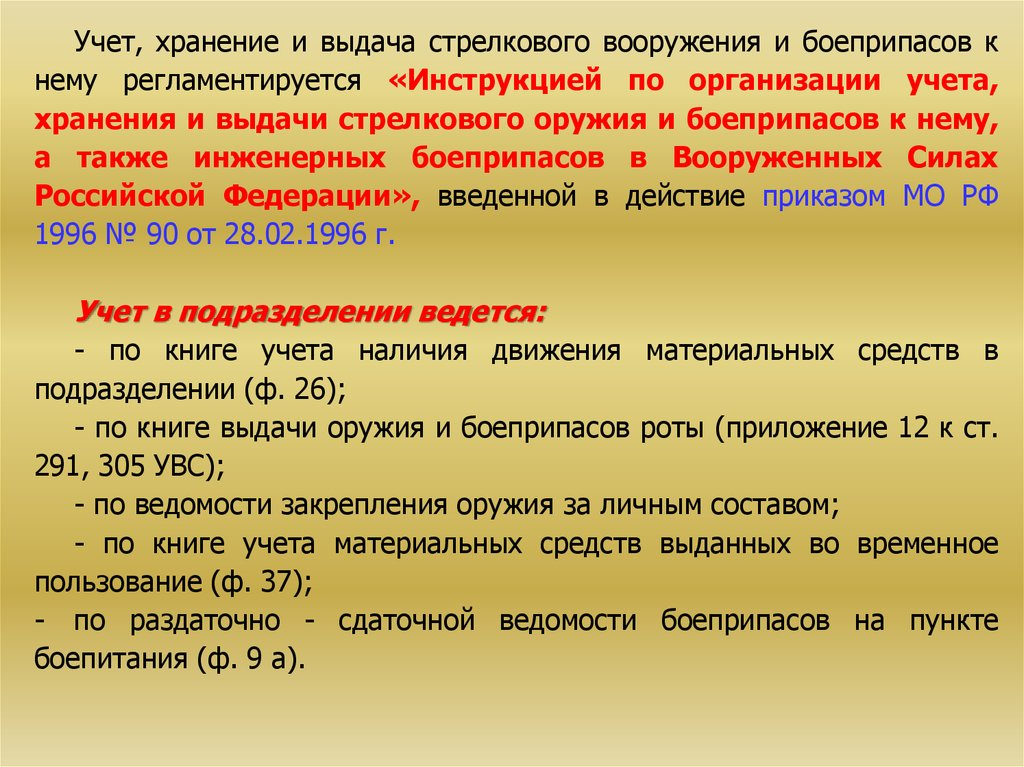 Учет, хранение и выдача стрелкового вооружения и боеприпасов к
нему регламентируется «Инструкцией по организации учета,
хранения и выдачи стрелкового оружия и боеприпасов к нему,
а также инженерных боеприпасов в Вооруженных Силах
Российской Федерации», введенной в действие приказом МО РФ
1996 № 90 от 28.02.1996 г.
Учет в подразделении ведется:
- по книге учета наличия движения материальных средств в
подразделении (ф. 26);
- по книге выдачи оружия и боеприпасов роты (приложение 12 к ст.
291, 305 УВС);
- по ведомости закрепления оружия за личным составом;
- по книге учета материальных средств выданных во временное
пользование (ф. 37);
- по раздаточно - сдаточной ведомости боеприпасов на пункте
боепитания (ф. 9 а).